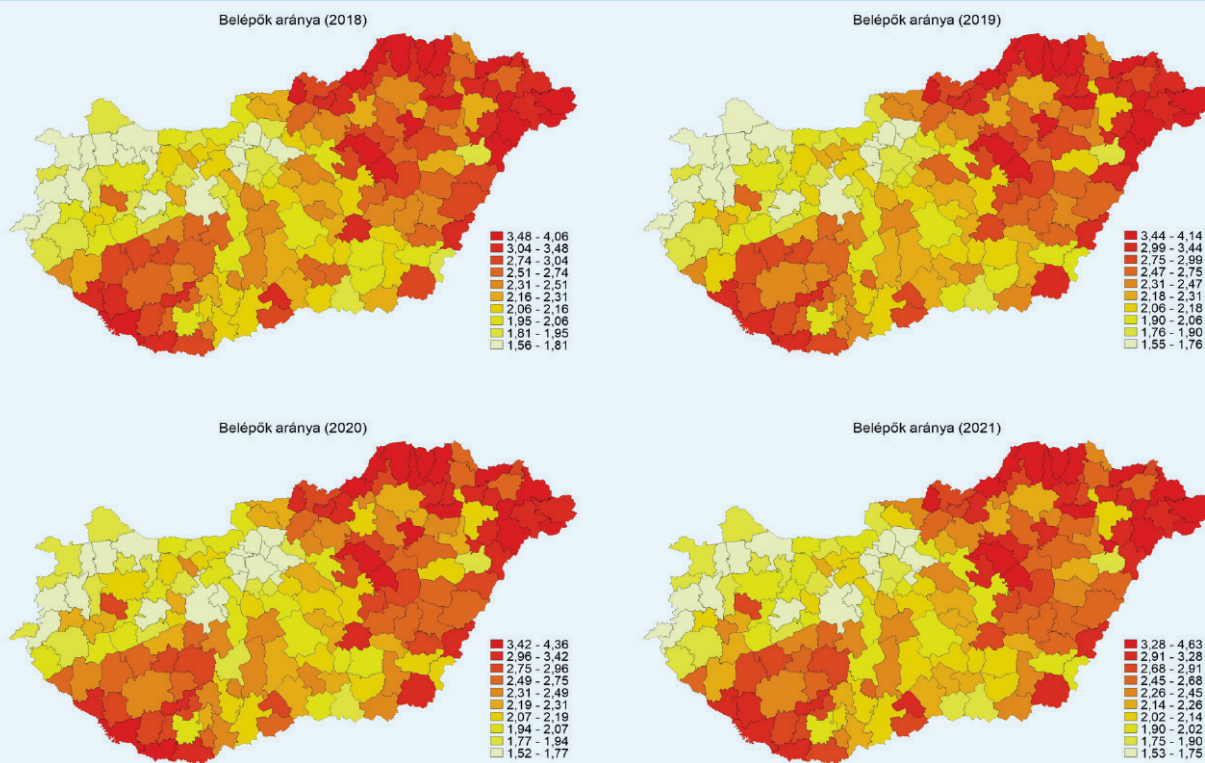 Belépők aránya (2018)
3,48 - 4,06
3,04 - 3,48
2,74 - 3,04
2,51 - 2,74
2,31 - 2,51
2,16 - 2,31
2,06 - 2,16
1,95 - 2,06
1,81 - 1,95
1,56 - 1,81
Belépők aránya (2019)
3,44 - 4,14
2,99 - 3,44
2,75 - 2,99
2,47 - 2,75
2,31 - 2,47
2,18 - 2,31
2,06 - 2,18
1,90 - 2,06
1,76 - 1,90
1,55 - 1,76
Belépők aránya (2020)
3,42 - 4,36
2,96 - 3,42
2,75 - 2,96
2,49 - 2,75
2,31 - 2,49
2,19 - 2,31
2,07 - 2,19
1,94 - 2,07
1,77 - 1,94
1,52 - 1,77
Belépők aránya (2021)
3,28 - 4,63
2,91 - 3,28
2,68 - 2,91
2,45 - 2,68
2,26 - 2,45
2,14 - 2,26
2,02 - 2,14
1,90 - 2,02
1,75 - 1,90
1,53 - 1,75